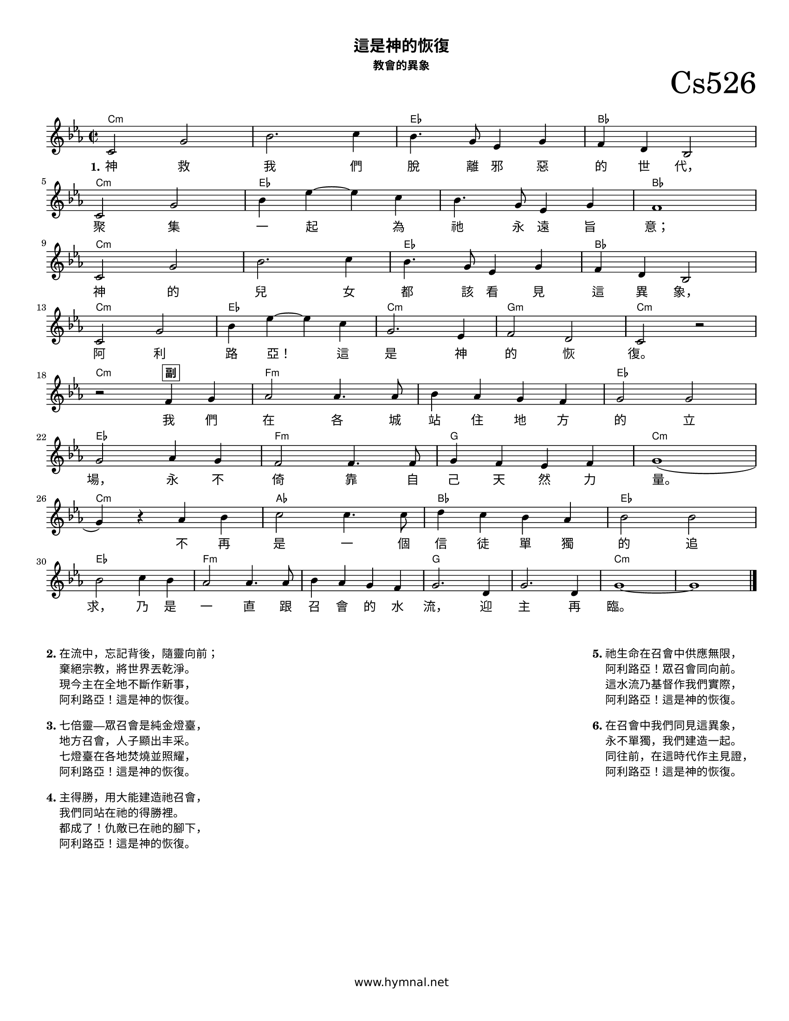 這是神的恢復
教會的異象
Cs526
Cm E♭ B♭
1. 神 救 我 們 脫 離 邪 惡 的 世 代，
5 Cm E♭ B♭
聚 集 一 起 為 祂 永 遠 旨 意；
9 Cm E♭ B♭
神 的 兒 女 都 該 看 見 這 異 象，
13 Cm E♭ Cm Gm Cm
阿 利 路 亞！ 這 是 神 的 恢 復。
18 Cm 副 Fm E♭
我 們 在 各 城 站 住 地 方 的 立
22 E♭ Fm G Cm
場， 永 不 倚 靠 自 己 天 然 力 量。
26 Cm A♭ B♭ E♭
不 再 是 一 個 信 徒 單 獨 的 追
30 E♭ Fm G Cm
求， 乃 是 一 直 跟 召 會 的 水 流， 迎 主 再 臨。
2. 在流中，忘記背後，隨靈向前；
棄絕宗教，將世界丟乾淨。
現今主在全地不斷作新事，
阿利路亞！這是神的恢復。
3. 七倍靈—眾召會是純金燈臺，
地方召會，人子顯出丰采。
七燈臺在各地焚燒並照耀，
阿利路亞！這是神的恢復。
4. 主得勝，用大能建造祂召會，
我們同站在祂的得勝裡。
都成了！仇敵已在祂的腳下，
阿利路亞！這是神的恢復。
5. 祂生命在召會中供應無限，
阿利路亞！眾召會同向前。
這水流乃基督作我們實際，
阿利路亞！這是神的恢復。
6. 在召會中我們同見這異象，
永不單獨，我們建造一起。
同往前，在這時代作主見證，
阿利路亞！這是神的恢復。
www.hymnal.net